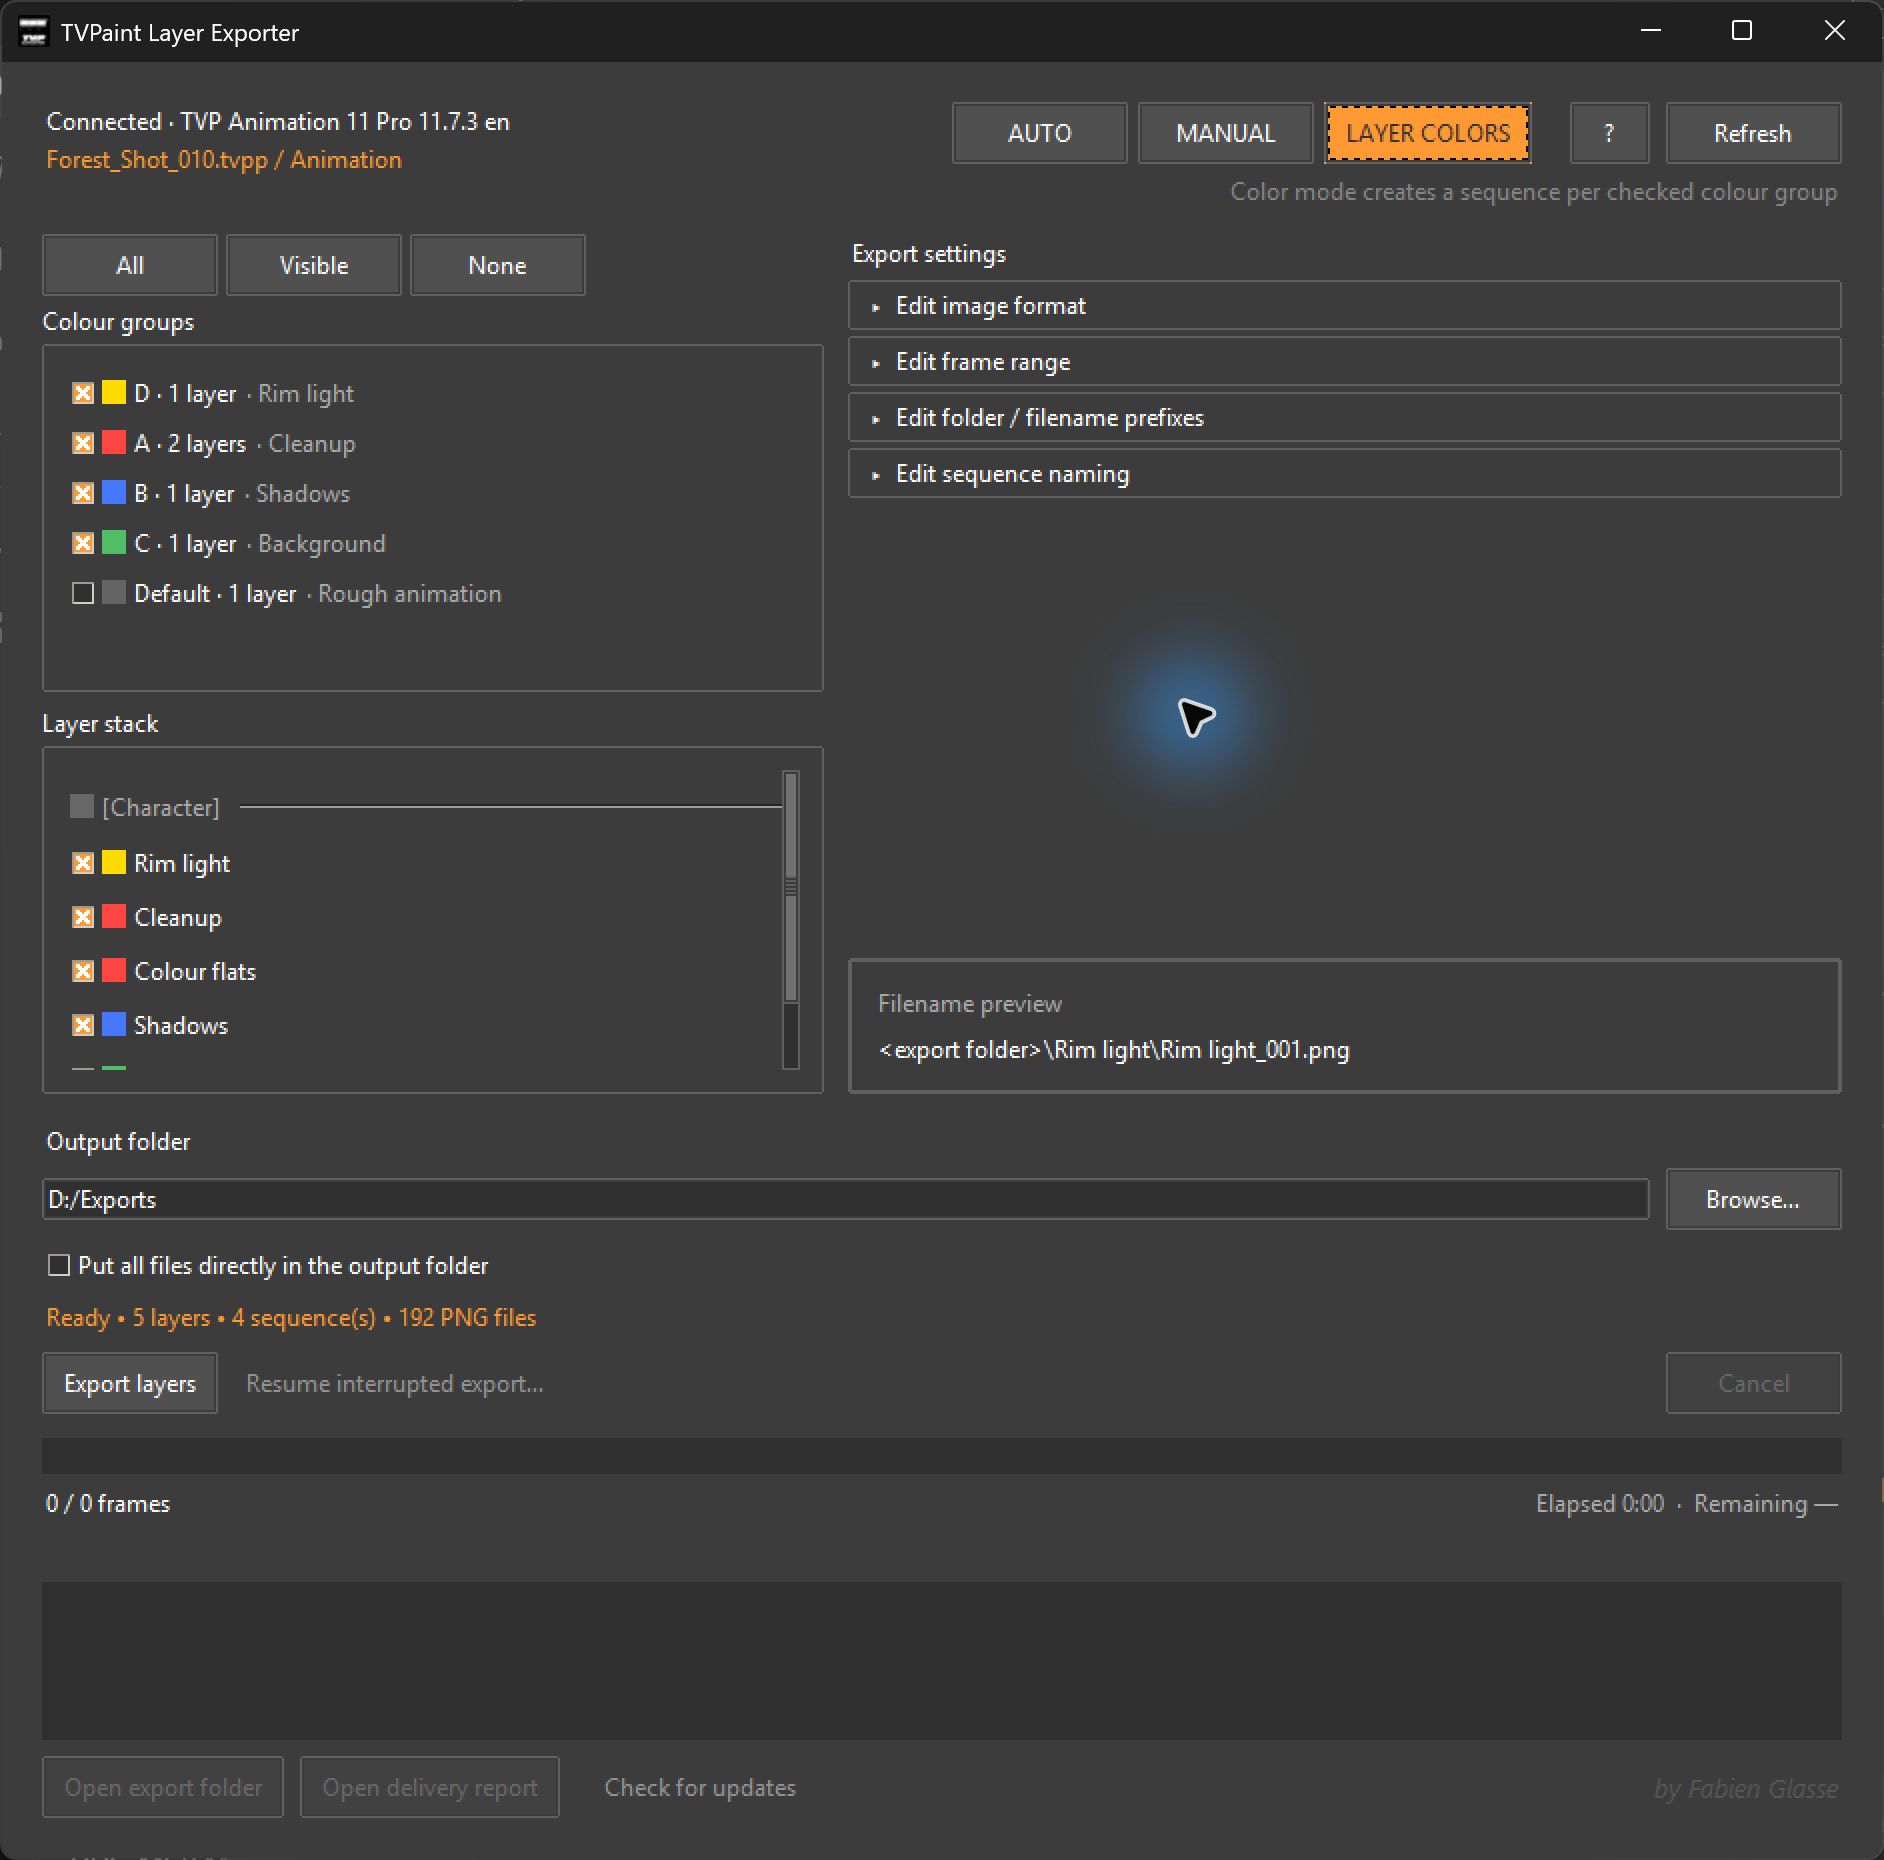 TVPaint Layer Exporter
Connected · TVP Animation 11 Pro 11.7.3 en
Forest_Shot_010.tvpp / Animation
AUTO
MANUAL
LAYER COLORS
?
Refresh
Color mode creates a sequence per checked colour group
All
Visible
None
Colour groups
D · 1 layer · Rim light
A · 2 layers · Cleanup
B · 1 layer · Shadows
C · 1 layer · Background
Default · 1 layer · Rough animation
Export settings
Edit image format
Edit frame range
Edit folder / filename prefixes
Edit sequence naming
Layer stack
[Character]
Rim light
Cleanup
Colour flats
Shadows
Filename preview
<export folder>\Rim light\Rim light_001.png
Output folder
D:/Exports
Browse...
Put all files directly in the output folder
Ready • 5 layers • 4 sequence(s) • 192 PNG files
Export layers
Resume interrupted export...
Cancel
0 / 0 frames
Elapsed 0:00 · Remaining —
Open export folder
Open delivery report
Check for updates
by Fabien Glasse